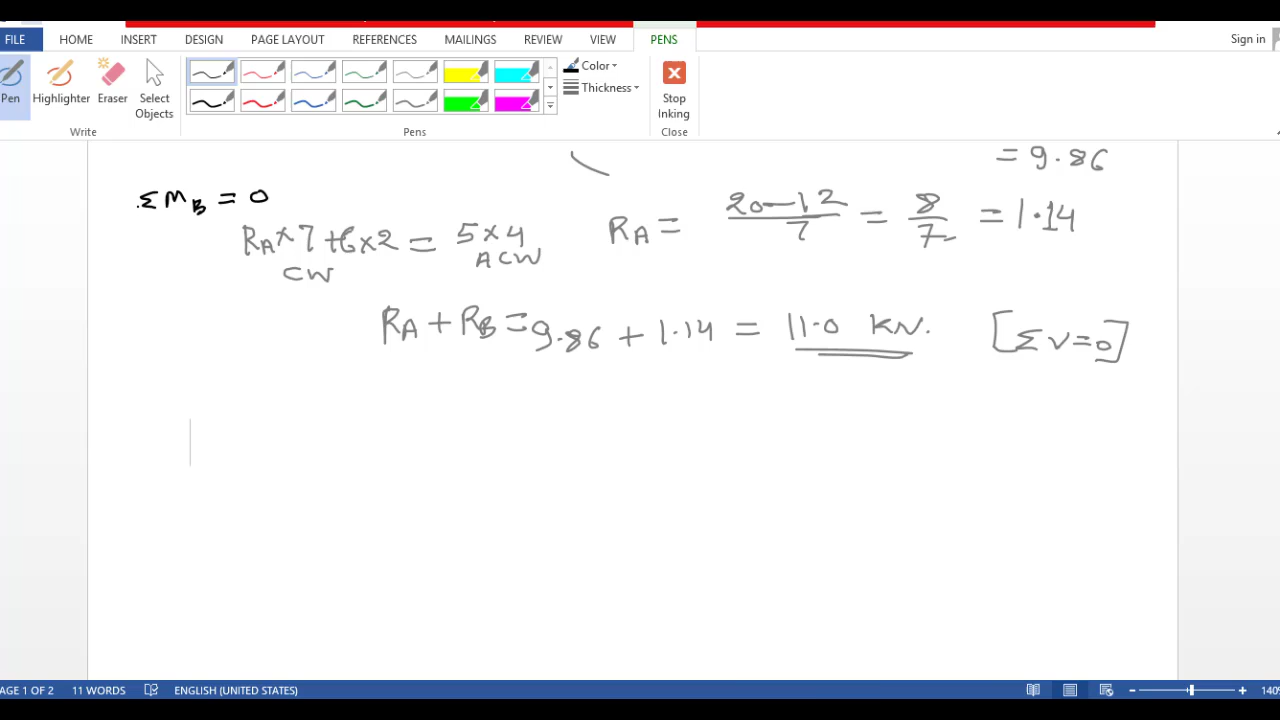 FILE HOME INSERT DESIGN PAGE LAYOUT REFERENCES MAILINGS REVIEW VIEW PENS Sign in
Color
Thickness
Pen Highlighter Eraser Select Objects Stop Inking
Write Pens Close
= 9.86
ΣM_B = 0
R_A = (20-12)/7 = 8/7 = 1.14
R_A×7+6×2 = 5×4
CW ACW
R_A + R_B = 9.86 + 1.14 = 11.0 KN. [ΣV=0]
PAGE 1 OF 2 11 WORDS ENGLISH (UNITED STATES) 140%